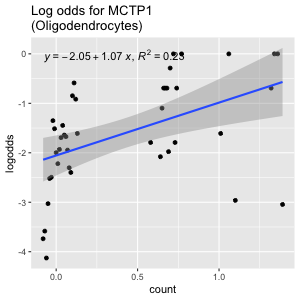 Log odds for MCTP1
(Oligodendrocytes)
y = −2.05 + 1.07 x, R² = 0.23
0
-1
-2
-3
-4
logodds
0.0 0.5 1.0
count